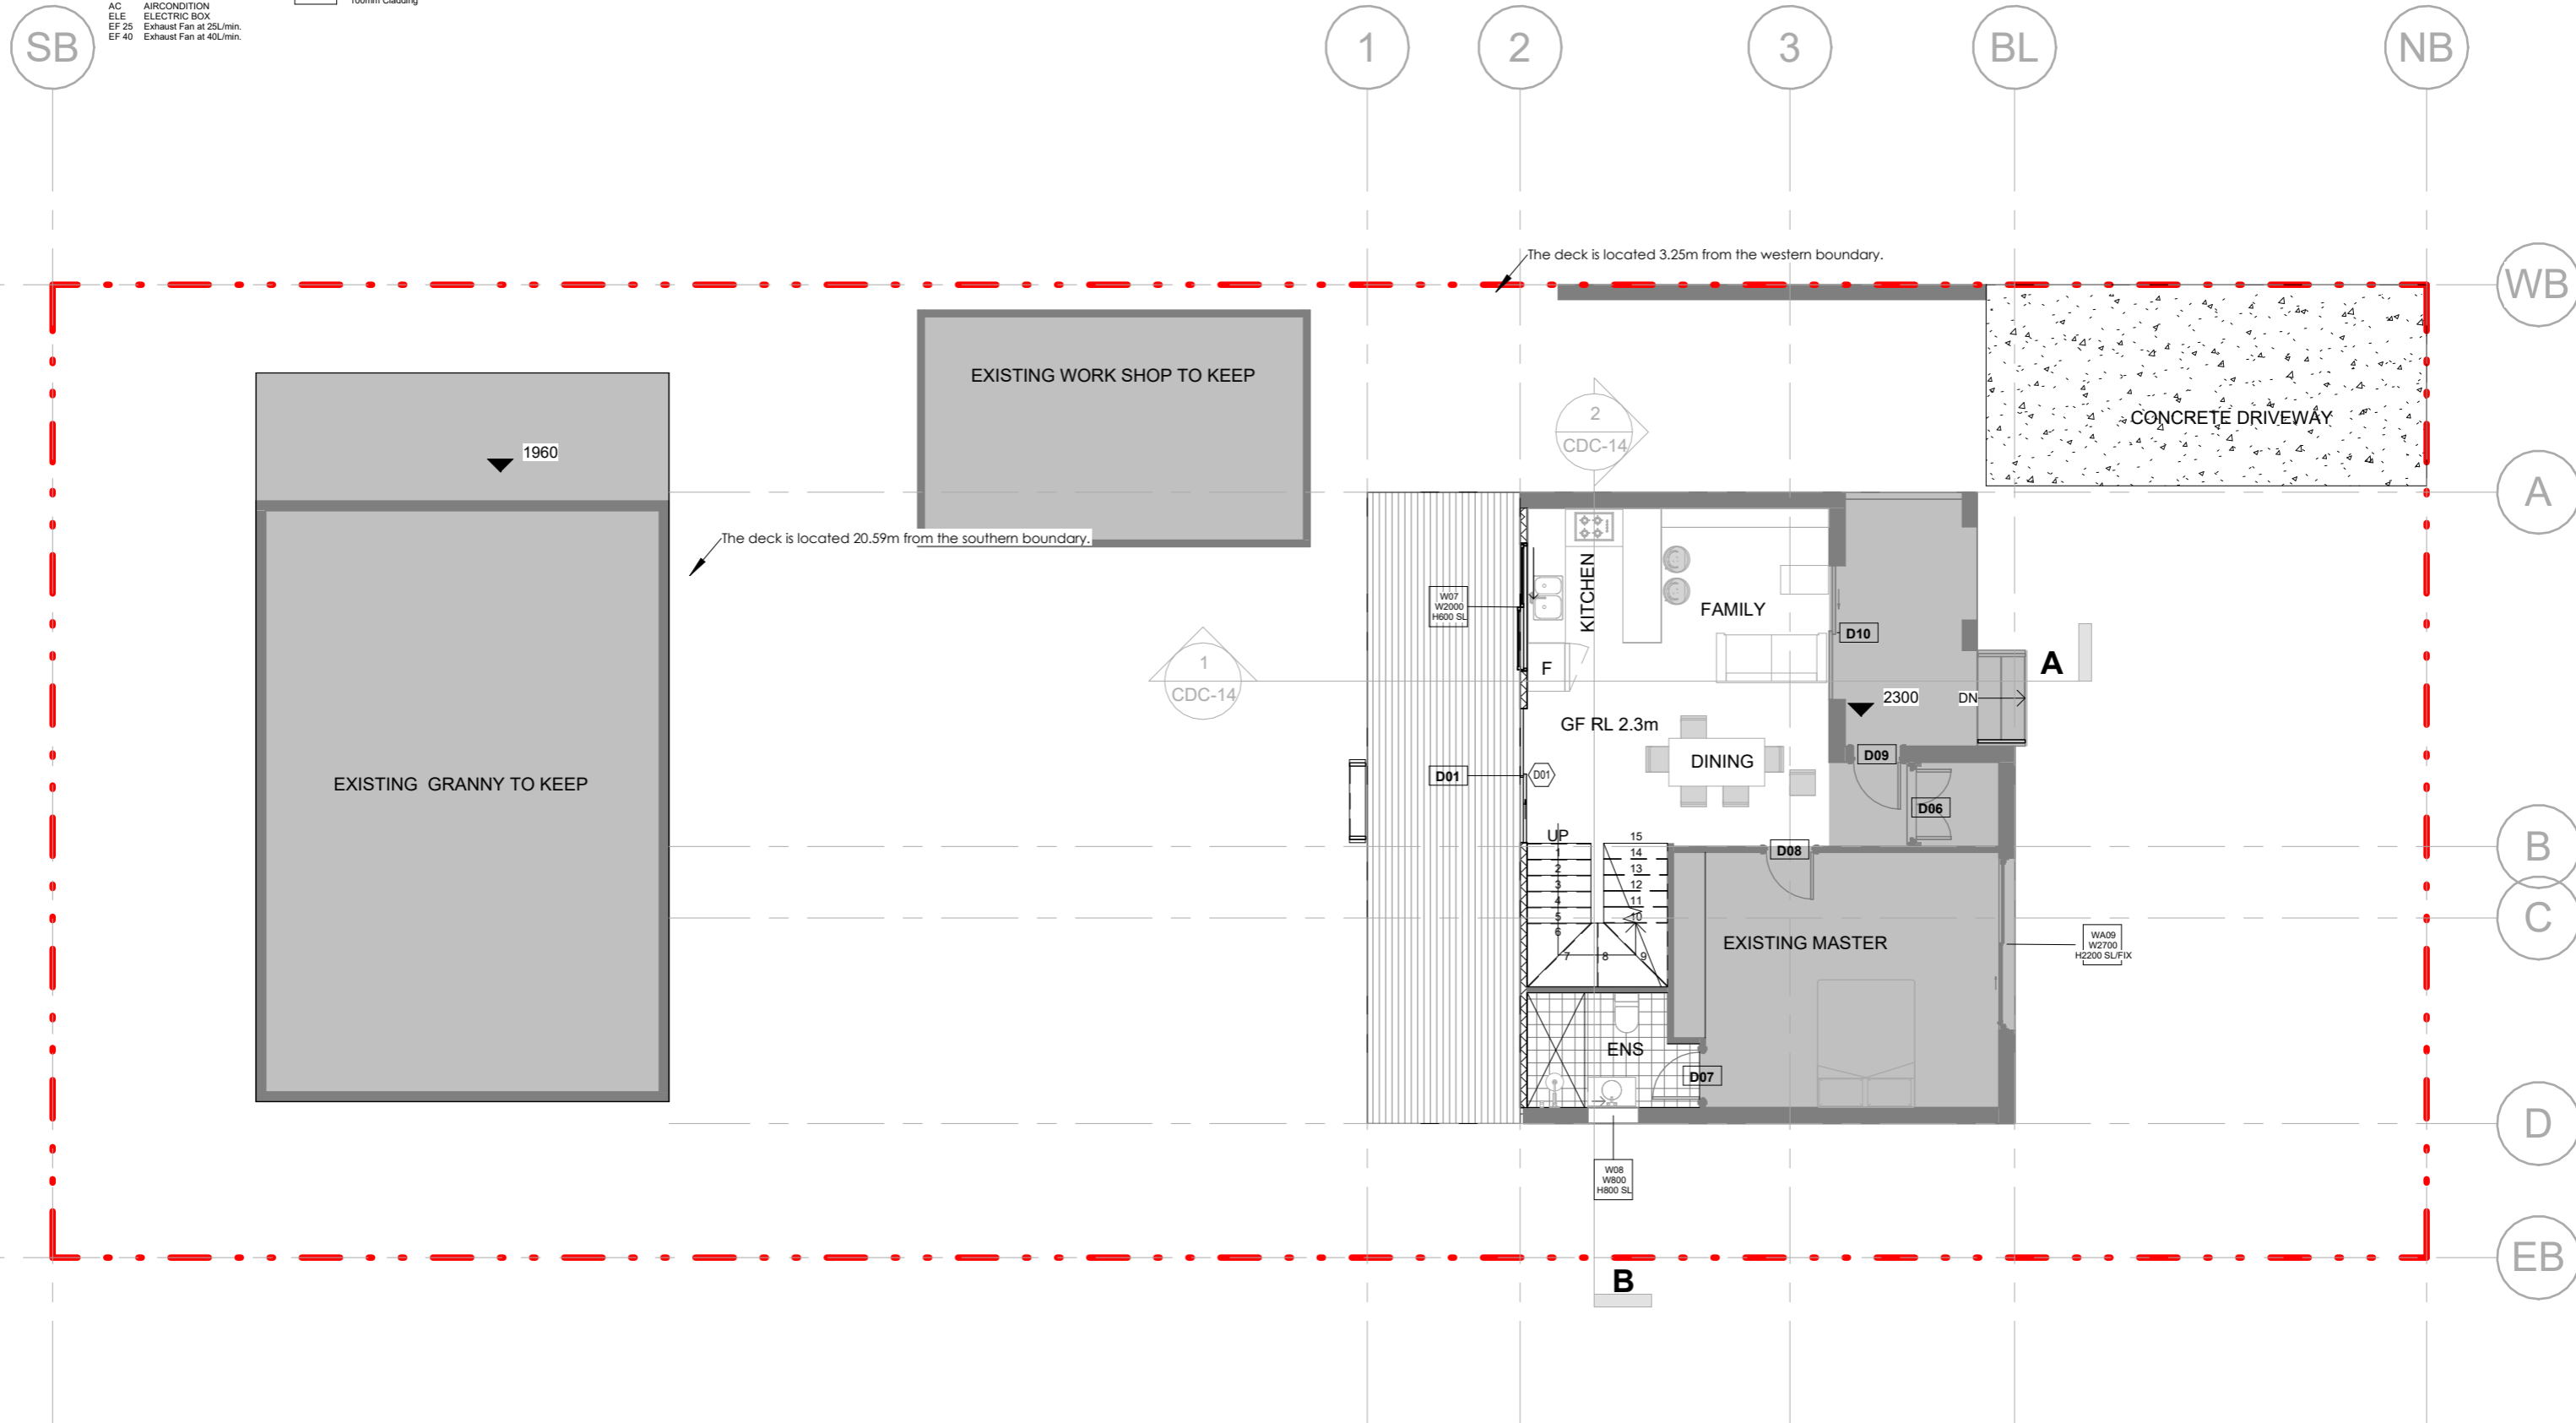 AC AIRCONDITION
ELE ELECTRIC BOX
EF 25 Exhaust Fan at 25L/min.
EF 40 Exhaust Fan at 40L/min.
100mm Cladding
SB
1
2
3
BL
NB
The deck is located 3.25m from the western boundary.
WB
EXISTING WORK SHOP TO KEEP
2
CDC-14
CONCRETE DRIVEWAY
1960
A
The deck is located 20.59m from the southern boundary.
W07
W2000
H600 SL
KITCHEN
FAMILY
D10
1
CDC-14
F
A
2300
DN
GF RL 2.3m
D09
DINING
D01
D01
EXISTING GRANNY TO KEEP
D06
UP
15
D08
B
1
14
2
13
3
12
4
11
5
10
6
7
8
9
C
EXISTING MASTER
WA09
W2700
H2200 SL/FIX
ENS
D07
D
W08
W800
H800 SL
EB
B